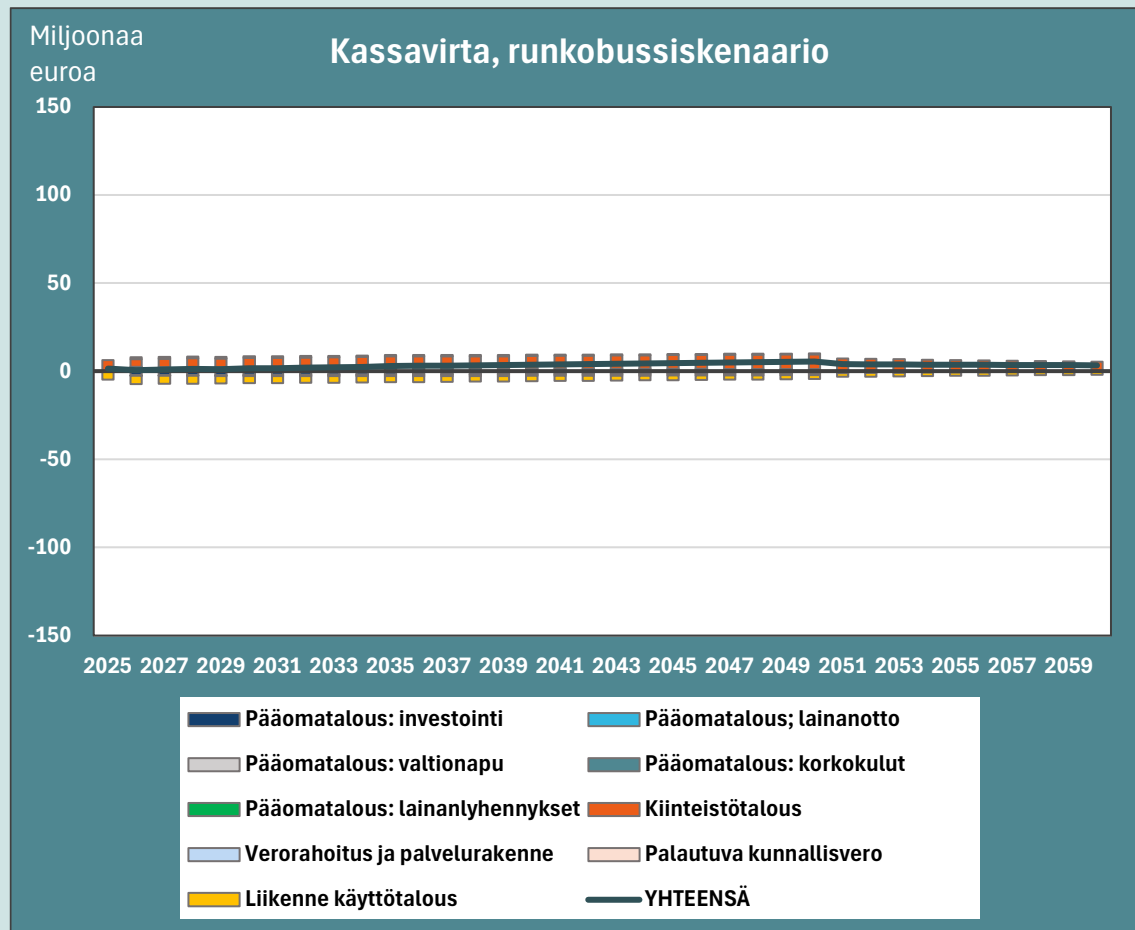 Miljoonaa
euroa
Kassavirta, runkobussiskenaario
150
100
50
0
-50
-100
-150
2025 2027 2029 2031 2033 2035 2037 2039 2041 2043 2045 2047 2049 2051 2053 2055 2057 2059
Pääomatalous: investointi Pääomatalous; lainanotto
Pääomatalous: valtionapu Pääomatalous: korkokulut
Pääomatalous: lainanlyhennykset Kiinteistötalous
Verorahoitus ja palvelurakenne Palautuva kunnallisvero
Liikenne käyttötalous YHTEENSÄ